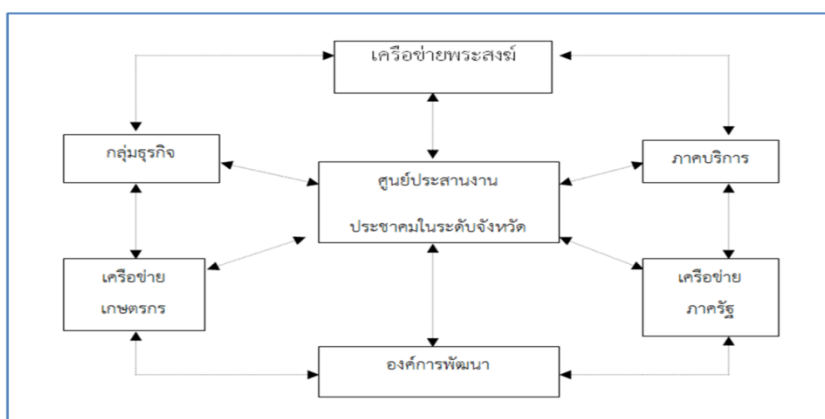 เครือข่ายพระสงฆ์
กลุ่มธุรกิจ
ภาคบริการ
ศูนย์ประสานงาน
ประชาคมในระดับจังหวัด
เครือข่าย
เกษตรกร
เครือข่าย
ภาครัฐ
องค์การพัฒนา